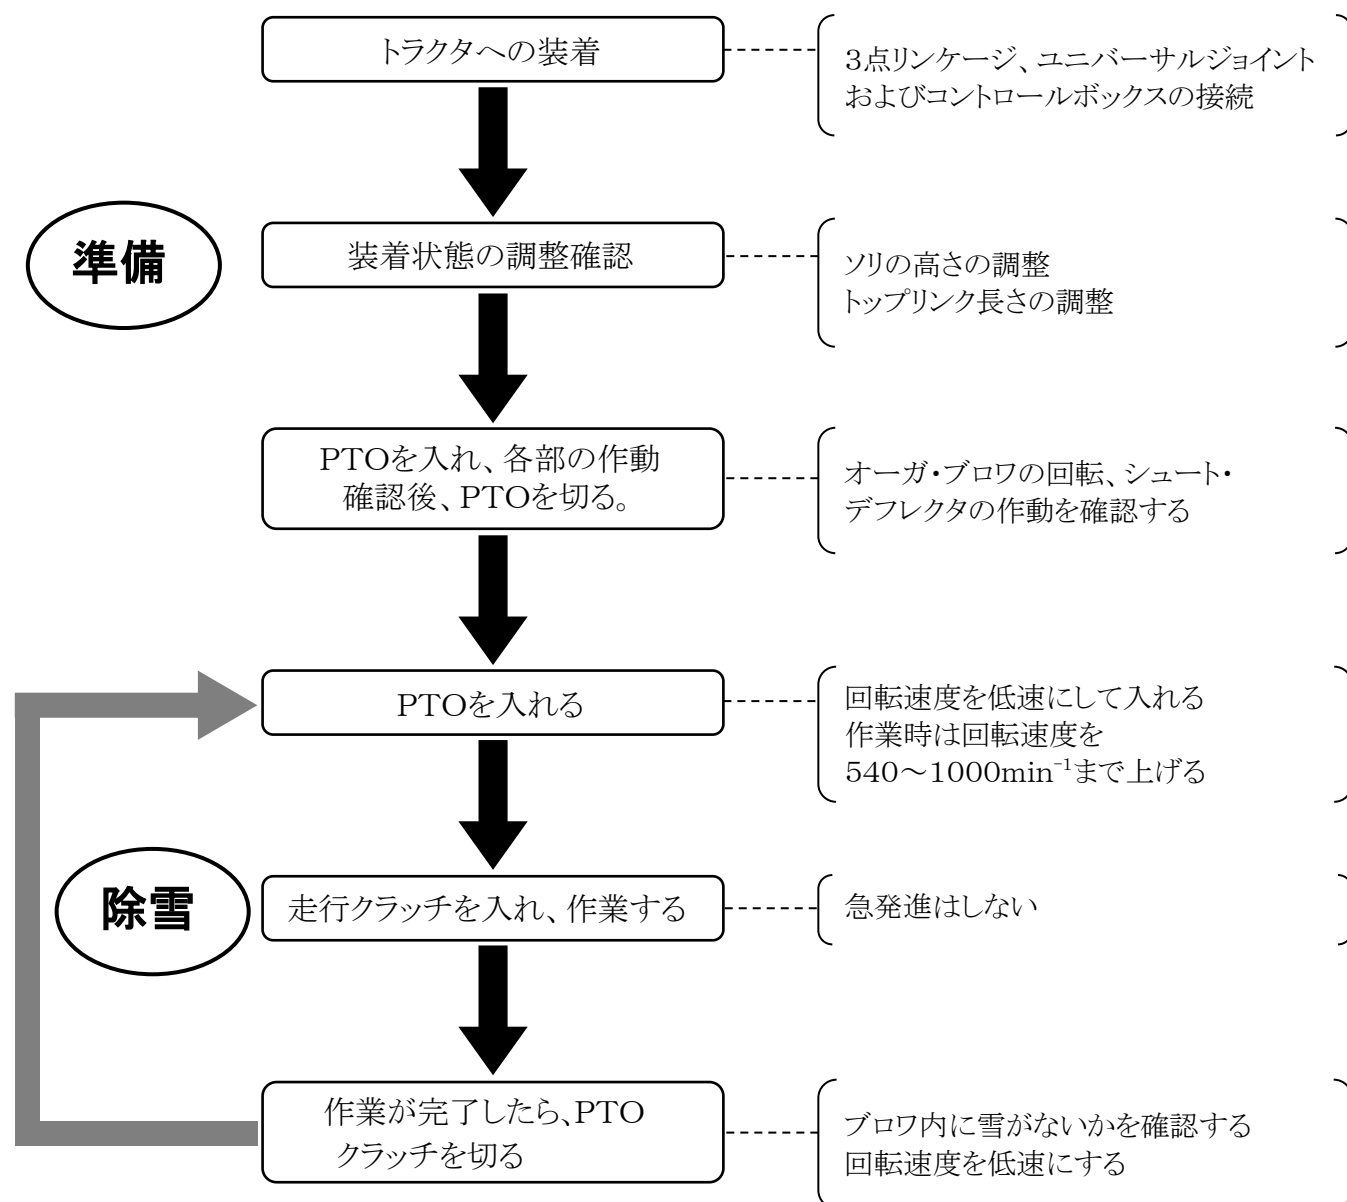 トラクタへの装着
3点リンケージ、ユニバーサルジョイント
およびコントロールボックスの接続
準備
装着状態の調整確認
ソリの高さの調整
トップリンク長さの調整
PTOを入れ、各部の作動
確認後、PTOを切る。
オーガ・ブロワの回転、シュート・
デフレクタの作動を確認する
PTOを入れる
回転速度を低速にして入れる
作業時は回転速度を
540～1000min⁻¹まで上げる
除雪
走行クラッチを入れ、作業する
急発進はしない
作業が完了したら、PTO
クラッチを切る
ブロワ内に雪がないかを確認する
回転速度を低速にする